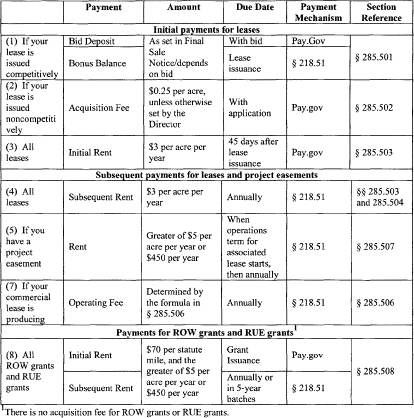 Payment Amount Due Date Payment Mechanism Section Reference
Initial payments for leases
(1) If your lease is issued competitively
Bid Deposit
Bonus Balance
As set in Final Sale Notice/depends on bid
With bid
Lease issuance
Pay.Gov
§ 218.51
§ 285.501
(2) If your lease is issued noncompetiti vely
Acquisition Fee
$0.25 per acre, unless otherwise set by the Director
With application
Pay.gov
§ 285.502
(3) All leases
Initial Rent
$3 per acre per year
45 days after lease issuance
Pay.gov
§ 285.503
Subsequent payments for leases and project easements
(4) All leases
Subsequent Rent
$3 per acre per year
Annually
§ 218.51
§§ 285.503 and 285.504
(5) If you have a project easement
Rent
Greater of $5 per acre per year or $450 per year
When operations term for associated lease starts, then annually
§ 218.51
§ 285.507
(7) If your commercial lease is producing
Operating Fee
Determined by the formula in § 285.506
Annually
§ 218.51
§ 285.506
Payments for ROW grants and RUE grants1
(8) All ROW grants and RUE grants
Initial Rent
Subsequent Rent
$70 per statute mile, and the greater of $5 per acre per year or $450 per year
Grant Issuance
Annually or in 5-year batches
Pay.gov
§ 218.51
§ 285.508
1There is no acquisition fee for ROW grants or RUE grants.